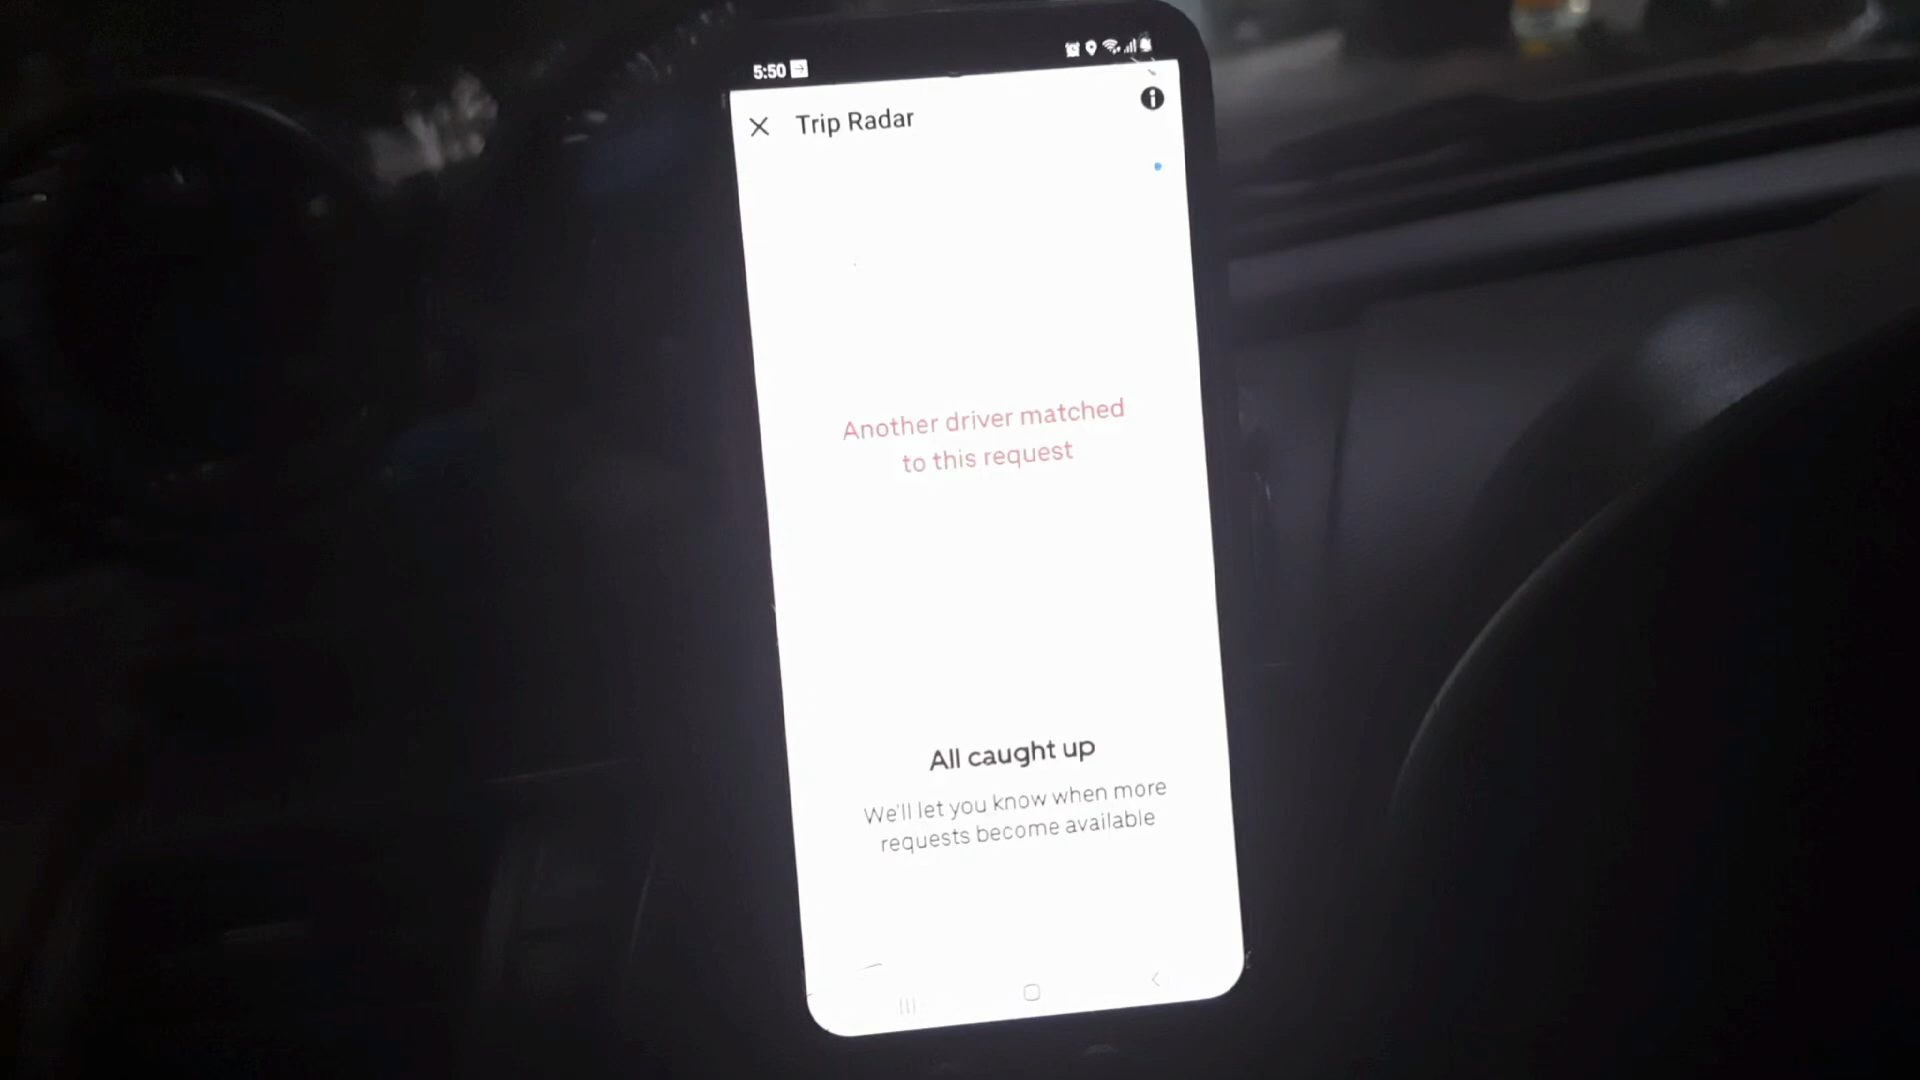 5:50
Trip Radar
Another driver matched
to this request
All caught up
We'll let you know when more
requests become available